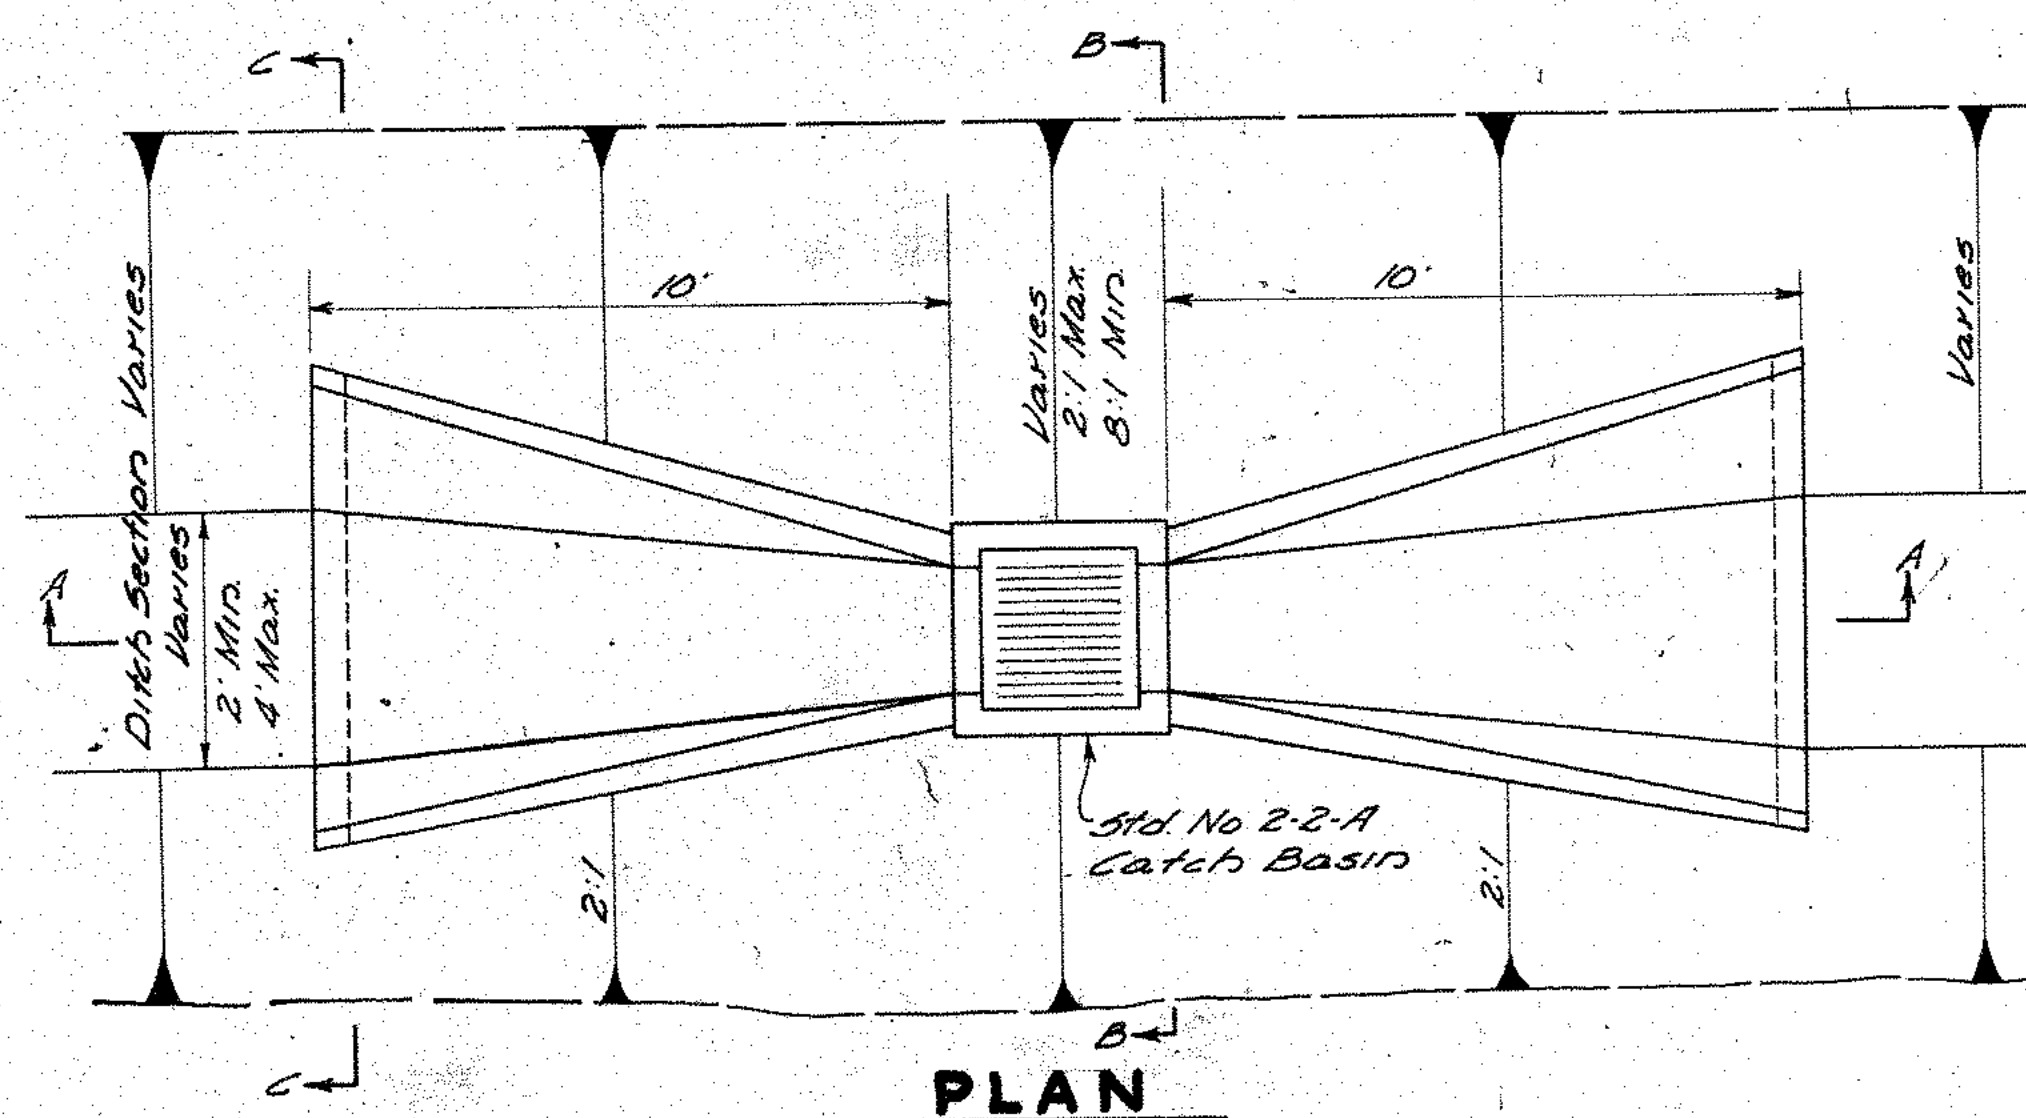 C
B
10'
10'
Ditch Section Varies
Varies
2' Min.
4' Max.
Varies
2:1 Max.
8:1 Min.
Varies
A
A
Std. No 2-2-A
Catch Basin
2:1
2:1
B
C
PLAN